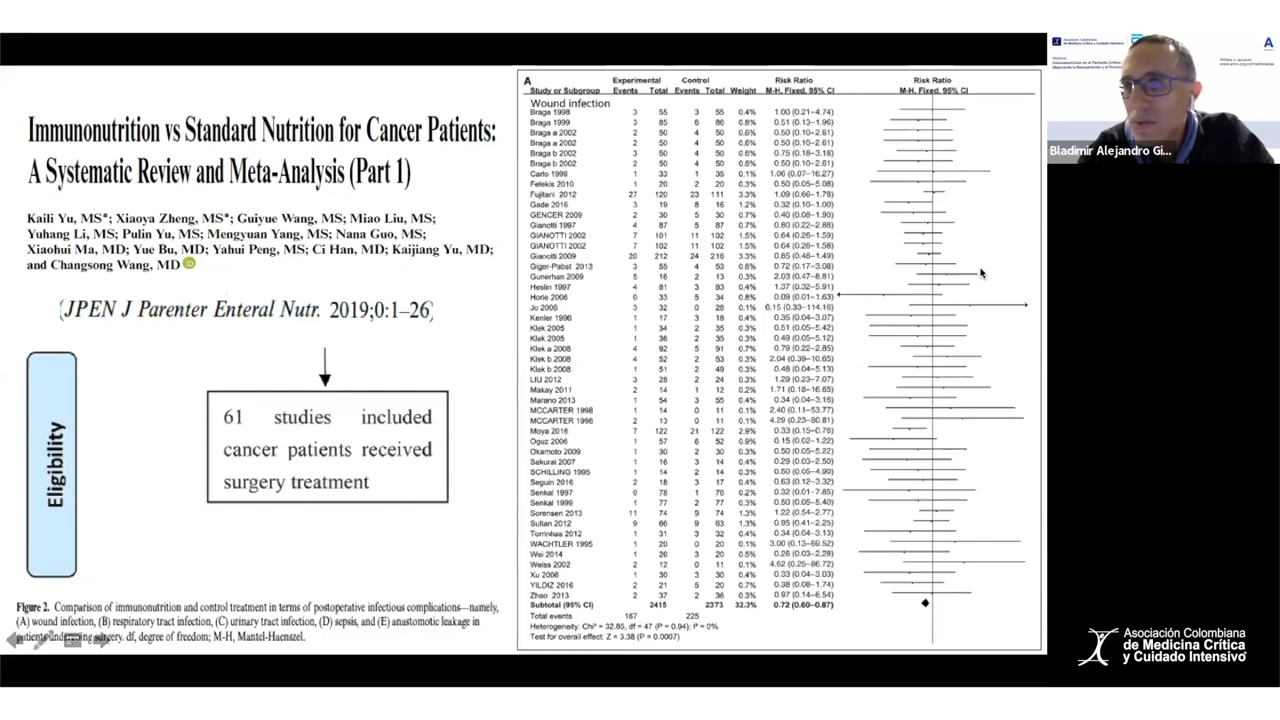 Immunonutrition vs Standard Nutrition for Cancer Patients:
A Systematic Review and Meta-Analysis (Part 1)
Kaili Yu, MS*; Xiaoya Zheng, MS*; Guiyue Wang, MS; Miao Liu, MS;
Yuhang Li, MS; Pulin Yu, MS; Mengyuan Yang, MS; Nana Guo, MS;
Xiaohui Ma, MD; Yue Bu, MD; Yahui Peng, MS; Ci Han, MD; Kaijiang Yu, MD;
and Changsong Wang, MD iD
(JPEN J Parenter Enteral Nutr. 2019;0:1–26)
Eligibility
61 studies included
cancer patients received
surgery treatment
Figure 2. Comparison of immunonutrition and control treatment in terms of postoperative infectious complications—namely,
(A) wound infection, (B) respiratory tract infection, (C) urinary tract infection, (D) sepsis, and (E) anastomotic leakage in
patients undergoing surgery. df, degree of freedom; M-H, Mantel-Haenszel.
A
Experimental Control Risk Ratio Risk Ratio
Study or Subgroup Events Total Events Total Weight M-H, Fixed, 95% CI M-H, Fixed, 95% CI
Wound infection
Braga 1998 3 55 3 55 0.4% 1.00 (0.21–4.74)
Braga 1999 3 85 6 86 0.8% 0.51 (0.13–1.96)
Braga a 2002 2 50 4 50 0.6% 0.50 (0.10–2.61)
Braga a 2002 2 50 4 50 0.6% 0.50 (0.10–2.61)
Braga b 2002 3 50 4 50 0.6% 0.75 (0.18–3.18)
Braga b 2002 2 50 4 50 0.6% 0.50 (0.10–2.61)
Carlo 1999 1 33 1 35 0.1% 1.06 (0.07–16.27)
Fetekis 2010 1 20 2 20 0.3% 0.50 (0.05–5.08)
Fujitani 2012 27 120 23 111 3.3% 1.09 (0.66–1.78)
Gade 2016 3 19 8 16 1.2% 0.32 (0.10–1.00)
GENCER 2009 2 30 5 30 0.7% 0.40 (0.08–1.90)
Gianotti 1997 4 87 5 87 0.7% 0.80 (0.22–2.88)
GIANOTTI 2002 7 101 11 102 1.5% 0.64 (0.26–1.59)
GIANOTTI 2002 7 102 11 102 1.5% 0.64 (0.26–1.58)
Gianotti 2009 20 212 24 216 3.3% 0.85 (0.48–1.49)
Giger-Pabst 2013 3 55 4 53 0.6% 0.72 (0.17–3.08)
Gunerhan 2009 5 16 2 13 0.3% 2.03 (0.47–8.81)
Heslin 1997 4 81 3 83 0.4% 1.37 (0.32–5.91)
Horie 2006 0 33 5 34 0.8% 0.09 (0.01–1.63)
Jo 2006 3 32 0 28 0.1% 6.15 (0.33–114.16)
Kenler 1996 1 17 3 18 0.4% 0.35 (0.04–3.07)
Klek 2005 1 34 2 35 0.3% 0.51 (0.05–5.42)
Klek 2005 1 36 2 35 0.3% 0.49 (0.05–5.12)
Klek a 2008 4 92 5 91 0.7% 0.79 (0.22–2.85)
Klek b 2008 4 52 2 53 0.3% 2.04 (0.39–10.65)
Klek b 2008 1 51 2 49 0.3% 0.48 (0.04–5.13)
LIU 2012 3 28 2 24 0.3% 1.29 (0.23–7.07)
Makay 2011 2 14 1 12 0.2% 1.71 (0.18–16.65)
Marano 2013 1 54 3 55 0.4% 0.34 (0.04–3.16)
MCCARTER 1998 1 14 0 11 0.1% 2.40 (0.11–53.77)
MCCARTER 1998 2 13 0 11 0.1% 4.29 (0.23–80.81)
Moya 2016 7 122 21 122 2.9% 0.33 (0.15–0.76)
Oguz 2006 1 57 6 52 0.9% 0.15 (0.02–1.22)
Okamoto 2009 1 30 2 30 0.3% 0.50 (0.05–5.22)
Sakurai 2007 1 16 3 14 0.4% 0.29 (0.03–2.50)
SCHILLING 1995 1 14 2 14 0.3% 0.50 (0.05–4.90)
Seguin 2016 2 18 3 17 0.4% 0.63 (0.12–3.32)
Senkal 1997 0 78 1 76 0.2% 0.32 (0.01–7.85)
Senkal 1999 1 77 2 77 0.3% 0.50 (0.05–5.40)
Sorensen 2013 11 74 9 74 1.2% 1.22 (0.54–2.77)
Sultan 2012 9 66 9 63 1.3% 0.95 (0.41–2.25)
Torrinhas 2012 1 31 3 32 0.4% 0.34 (0.04–3.13)
WACHTLER 1995 1 20 0 20 0.1% 3.00 (0.13–69.52)
Wei 2014 1 26 3 20 0.5% 0.26 (0.03–2.28)
Weiss 2002 2 12 0 11 0.1% 4.62 (0.25–86.72)
Xu 2006 1 30 3 30 0.4% 0.33 (0.04–3.03)
YILDIZ 2016 2 21 5 20 0.7% 0.38 (0.08–1.74)
Zhao 2013 2 37 2 36 0.3% 0.97 (0.14–6.54)
Subtotal (95% CI) 2415 2373 32.3% 0.72 (0.60–0.87)
Total events 167 225
Heterogeneity: Chi² = 32.85, df = 47 (P = 0.94); I² = 0%
Test for overall effect: Z = 3.38 (P = 0.0007)
Asociación Colombiana
de Medicina Crítica y Cuidado Intensivo
A
Bladimir Alejandro Gi...
Asociación Colombiana
de Medicina Crítica
y Cuidado Intensivo